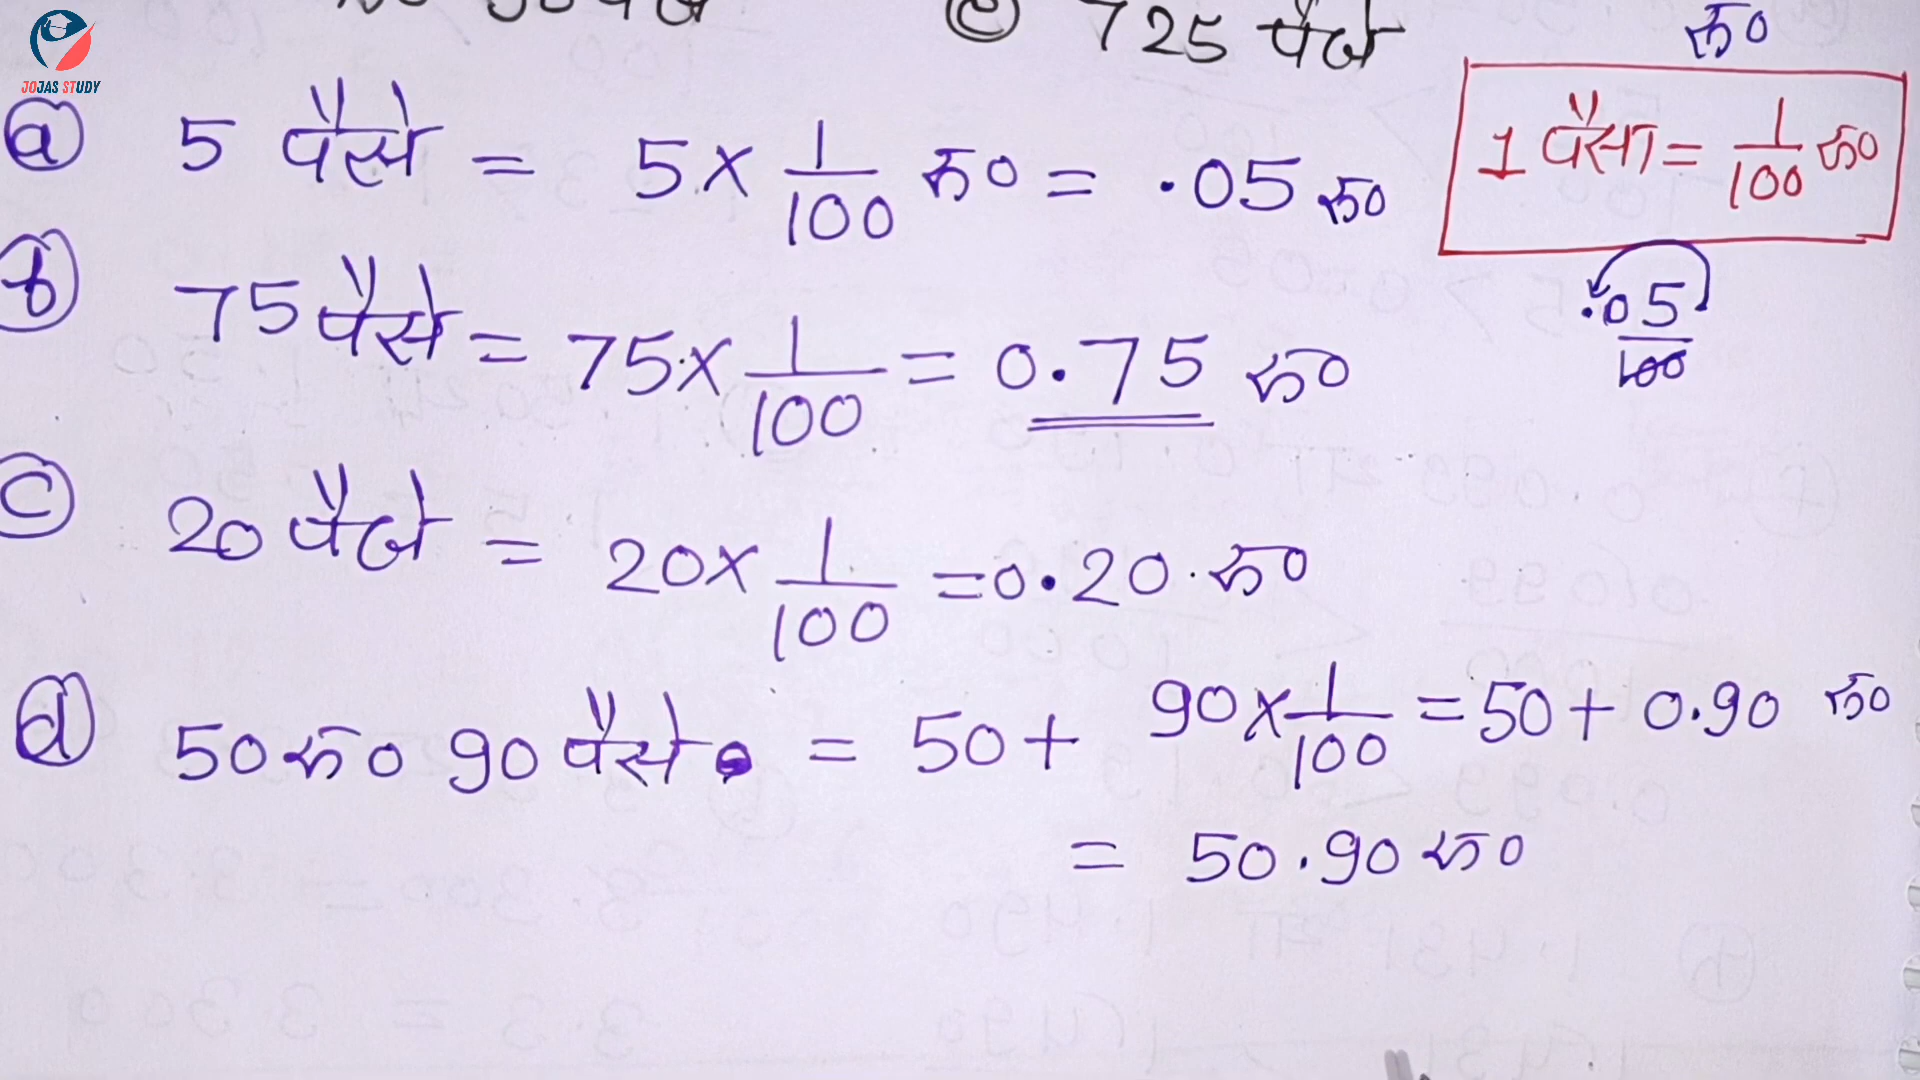 ⓔ 725 पैसे
रू०
JOJAS STUDY
1 पैसा = 1/100 रू०
ⓐ 5 पैसे = 5 × 1/100 रू० = .05 रू०
.05/100
ⓑ 75 पैसे = 75 × 1/100 = 0.75 रू०
ⓒ 20 पैसे = 20 × 1/100 = 0.20 रू०
ⓓ 50 रू० 90 पैसे = 50 + 90 × 1/100 = 50 + 0.90 रू०
= 50.90 रू०